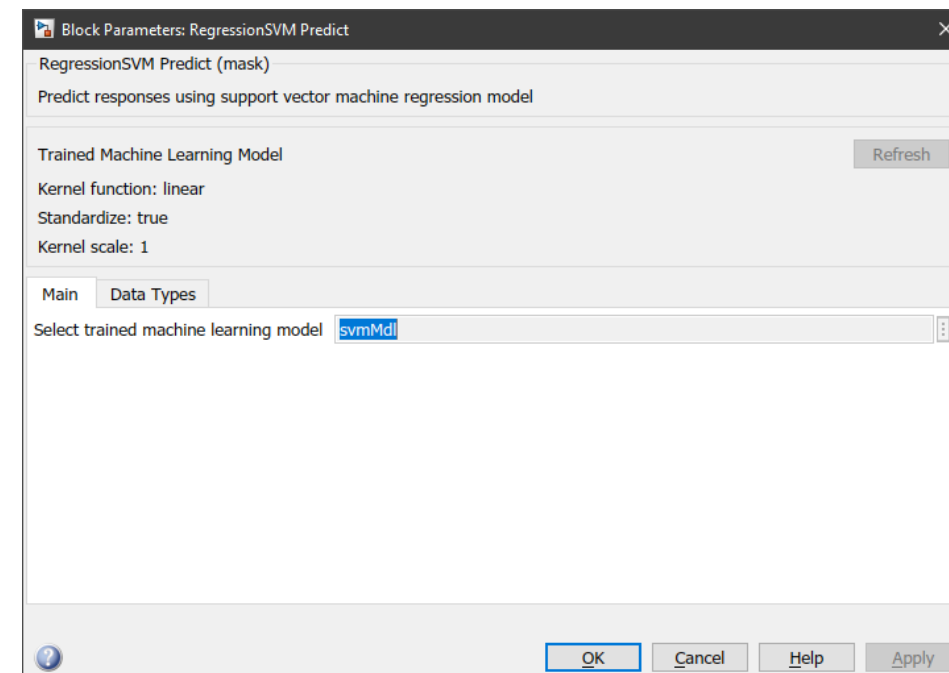 Block Parameters: RegressionSVM Predict
RegressionSVM Predict (mask)
Predict responses using support vector machine regression model
Trained Machine Learning Model
Refresh
Kernel function: linear
Standardize: true
Kernel scale: 1
Main Data Types
Select trained machine learning model svmMdl
OK Cancel Help Apply